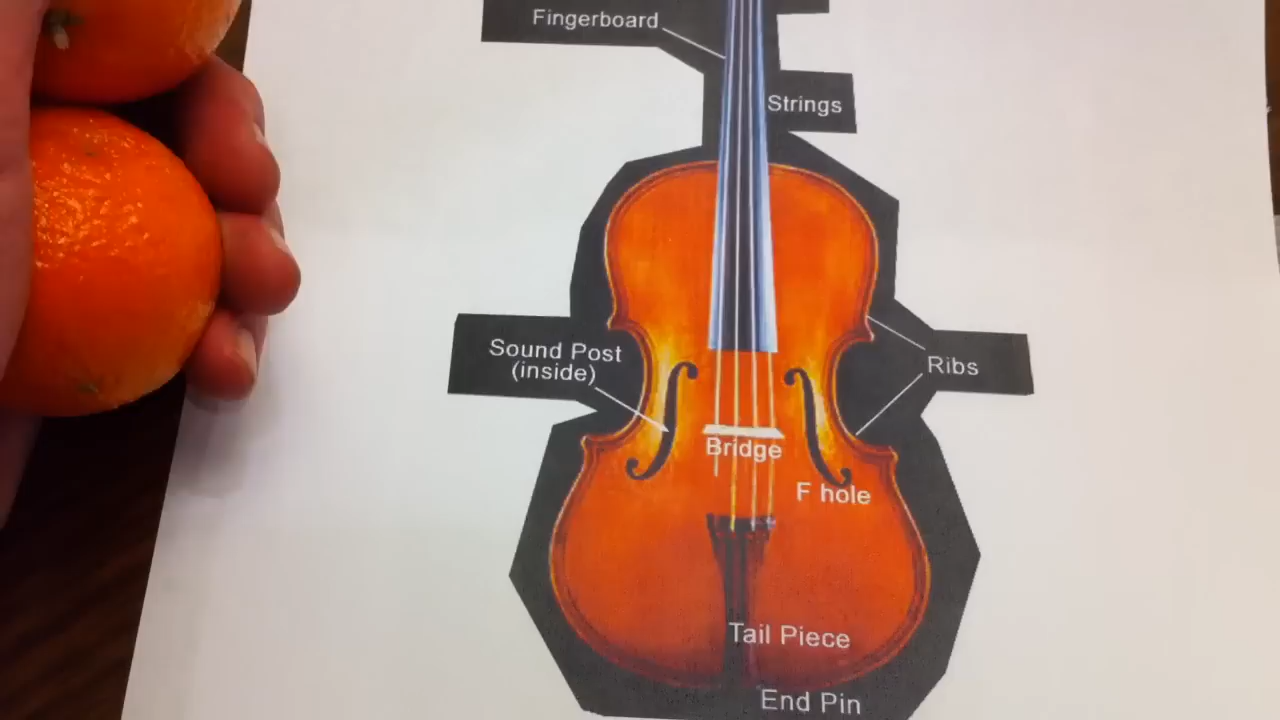 Fingerboard
Strings
Sound Post
(inside)
Ribs
Bridge
F hole
Tail Piece
End Pin